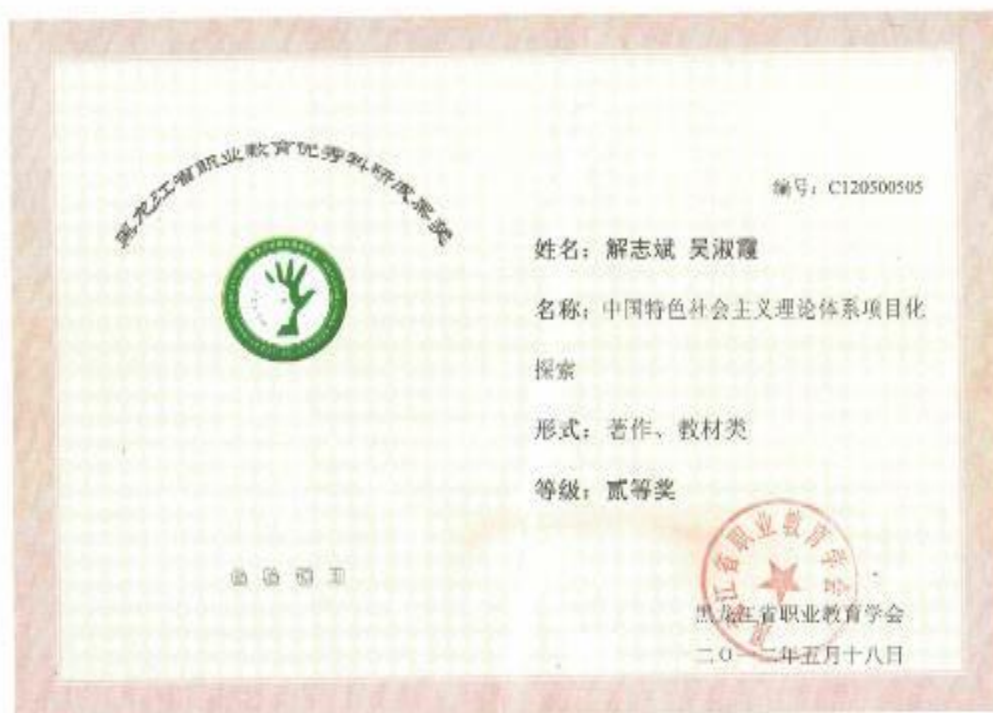 黑龙江省职业教育优秀科研成果奖
编号：C120500505
姓名：解志斌 吴淑霞
名称：中国特色社会主义理论体系项目化
探索
形式：著作、教材类
等级：贰等奖
黑龙江省职业教育学会
二〇一二年五月十八日